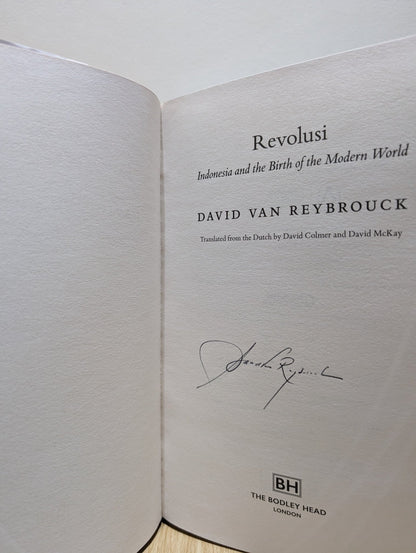 Revolusi
Indonesia and the Birth of the Modern World
DAVID VAN REYBROUCK
Translated from the Dutch by David Colmer and David McKay
BH
THE BODLEY HEAD
LONDON